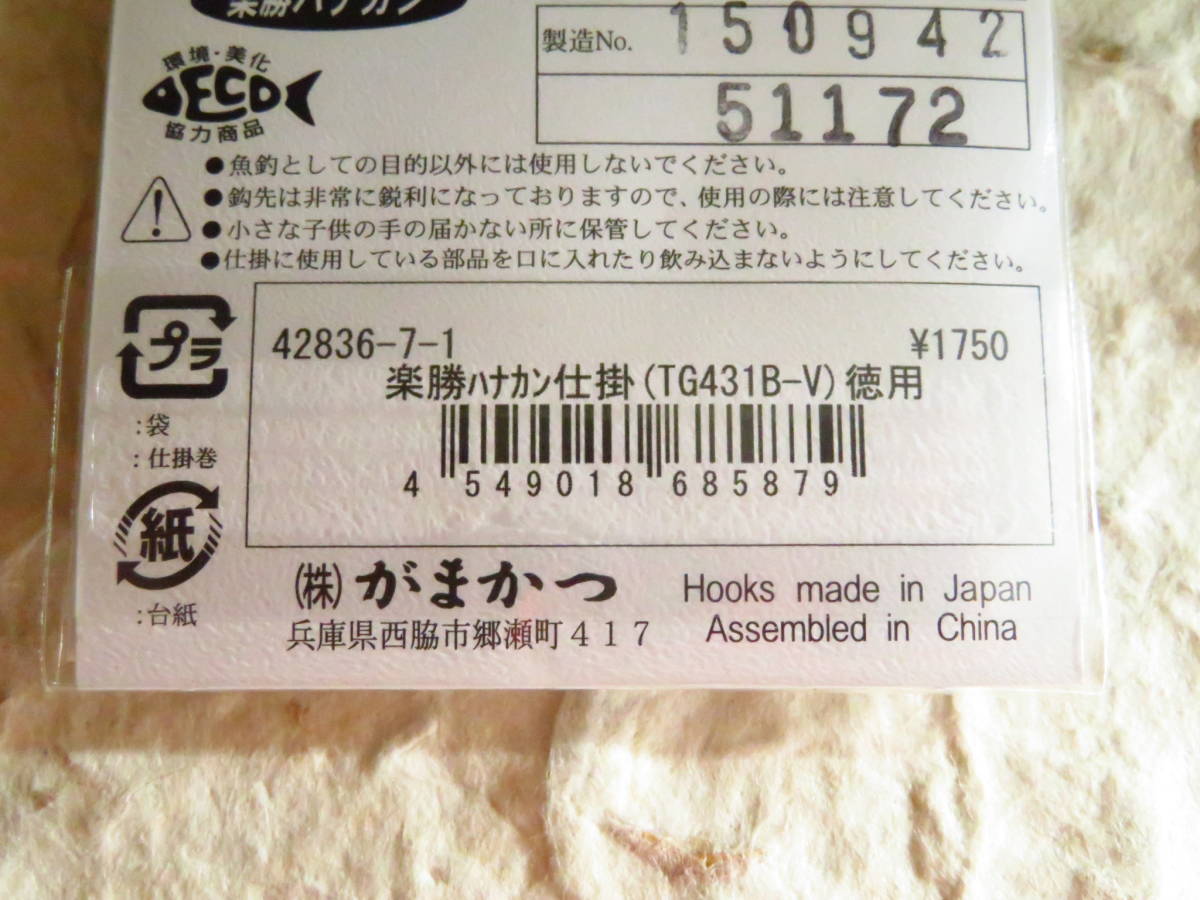 楽勝ハナカン
製造No. 150942
51172
環境・美化
ECO
協力商品
●魚釣としての目的以外には使用しないでください。
●鈎先は非常に鋭利になっておりますので、使用の際には注意してください。
●小さな子供の手の届かない所に保管してください。
●仕掛に使用している部品を口に入れたり飲み込まないようにしてください。
プラ
:袋
:仕掛巻
紙
:台紙
42836-7-1 ¥1750
楽勝ハナカン仕掛(TG431B-V)徳用
4 549018 685879
(株)がまかつ
兵庫県西脇市郷瀬町417
Hooks made in Japan
Assembled in China